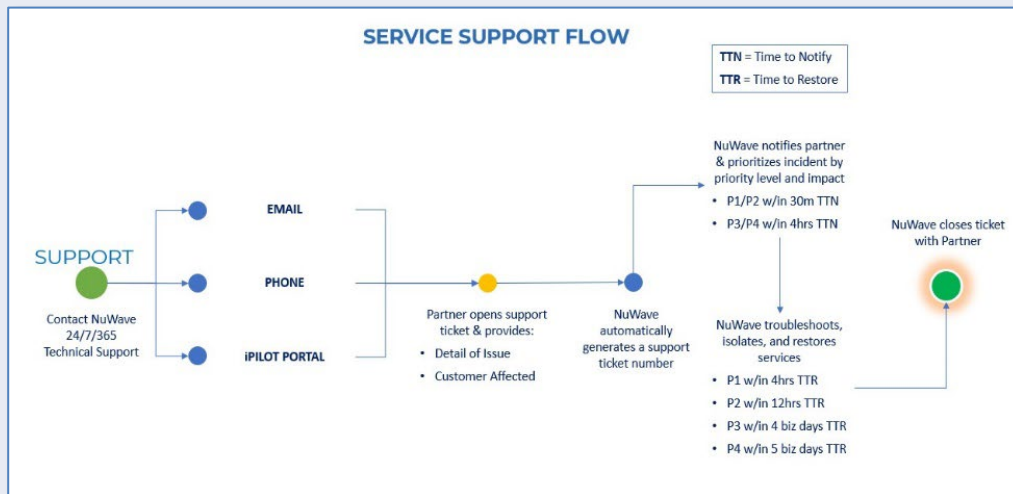 SERVICE SUPPORT FLOW
TTN = Time to Notify
TTR = Time to Restore
NuWave notifies partner
& prioritizes incident by
priority level and impact
• P1/P2 w/in 30m TTN
• P3/P4 w/in 4hrs TTN
EMAIL
NuWave closes ticket
with Partner
SUPPORT
PHONE
Contact NuWave
24/7/365
Technical Support
Partner opens support
ticket & provides:
• Detail of Issue
• Customer Affected
NuWave
automatically
generates a support
ticket number
NuWave troubleshoots,
isolates, and restores
services
• P1 w/in 4hrs TTR
• P2 w/in 12hrs TTR
• P3 w/in 4 biz days TTR
• P4 w/in 5 biz days TTR
iPILOT PORTAL